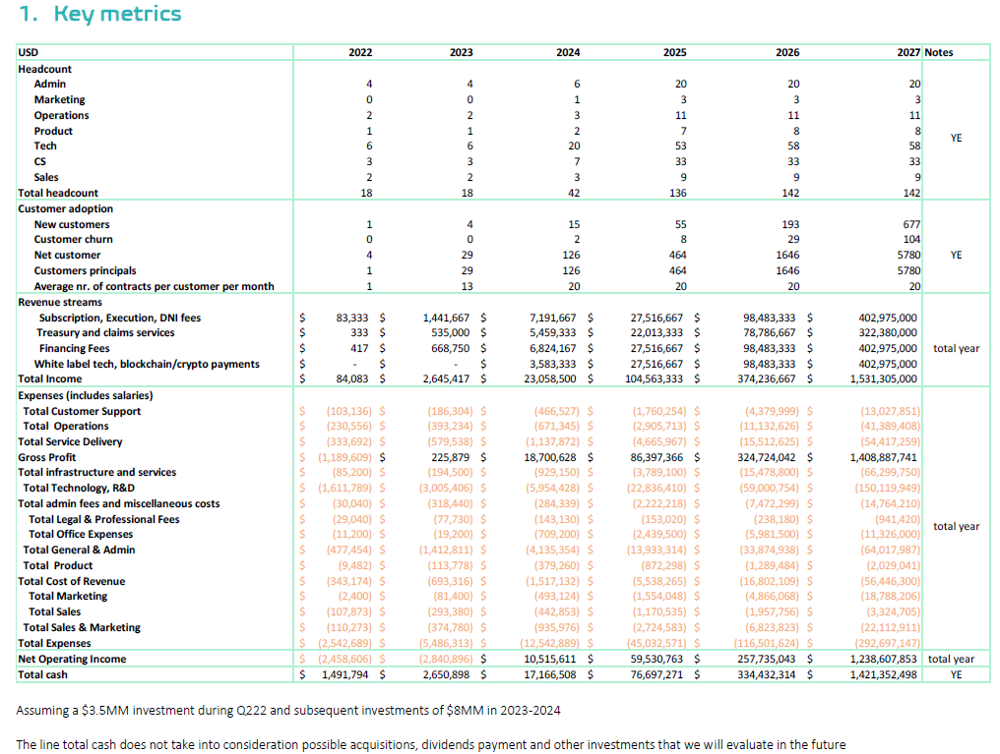 1. Key metrics
USD 2022 2023 2024 2025 2026 2027 Notes
Headcount
Admin 4 4 6 20 20 20
Marketing 0 0 1 3 3 3
Operations 2 2 3 11 11 11
Product 1 1 2 7 8 8 YE
Tech 6 6 20 53 58 58
CS 3 3 7 33 33 33
Sales 2 2 3 9 9 9
Total headcount 18 18 42 136 142 142
Customer adoption
New customers 1 4 15 55 193 677
Customer churn 0 0 2 8 29 104
Net customer 4 29 126 464 1646 5780 YE
Customers principals 1 29 126 464 1646 5780
Average nr. of contracts per customer per month 1 13 20 20 20 20
Revenue streams
Subscription, Execution, DNI fees $ 83,333 $ 1,441,667 $ 7,191,667 $ 27,516,667 $ 98,483,333 $ 402,975,000
Treasury and claims services $ 333 $ 535,000 $ 5,459,333 $ 22,013,333 $ 78,786,667 $ 322,380,000
Financing Fees $ 417 $ 668,750 $ 6,824,167 $ 27,516,667 $ 98,483,333 $ 402,975,000 total year
White label tech, blockchain/crypto payments $ - $ - $ 3,583,333 $ 27,516,667 $ 98,483,333 $ 402,975,000
Total Income $ 84,083 $ 2,645,417 $ 23,058,500 $ 104,563,333 $ 374,236,667 $ 1,531,305,000
Expenses (includes salaries)
Total Customer Support $ (103,136) $ (186,304) $ (466,527) $ (1,760,254) $ (4,379,999) $ (13,027,851)
Total Operations $ (230,556) $ (393,234) $ (671,345) $ (2,905,713) $ (11,132,626) $ (41,389,408)
Total Service Delivery $ (333,692) $ (579,538) $ (1,137,872) $ (4,665,967) $ (15,512,625) $ (54,417,259)
Gross Profit $ (1,189,609) $ 225,879 $ 18,700,628 $ 86,397,366 $ 324,724,042 $ 1,408,887,741
Total infrastructure and services $ (85,200) $ (194,500) $ (929,150) $ (3,789,100) $ (15,478,800) $ (66,299,750)
Total Technology, R&D $ (1,611,789) $ (3,005,406) $ (5,954,428) $ (22,836,410) $ (59,000,754) $ (150,119,949)
Total admin fees and miscellaneous costs $ (30,040) $ (318,440) $ (284,339) $ (2,222,218) $ (7,472,299) $ (14,764,210)
Total Legal & Professional Fees $ (29,040) $ (77,730) $ (143,130) $ (153,020) $ (238,180) $ (941,420)
Total Office Expenses $ (11,200) $ (19,200) $ (709,200) $ (2,439,500) $ (5,981,500) $ (11,326,000) total year
Total General & Admin $ (477,454) $ (1,412,811) $ (4,135,354) $ (13,933,314) $ (33,874,938) $ (64,017,987)
Total Product $ (9,482) $ (113,778) $ (379,260) $ (872,298) $ (1,289,484) $ (2,029,041)
Total Cost of Revenue $ (343,174) $ (693,316) $ (1,517,132) $ (5,538,265) $ (16,802,109) $ (56,446,300)
Total Marketing $ (2,400) $ (81,400) $ (493,124) $ (1,554,048) $ (4,866,068) $ (18,788,206)
Total Sales $ (107,873) $ (293,380) $ (442,853) $ (1,170,535) $ (1,957,756) $ (3,324,705)
Total Sales & Marketing $ (110,273) $ (374,780) $ (935,976) $ (2,724,583) $ (6,823,823) $ (22,112,911)
Total Expenses $ (2,542,689) $ (5,486,313) $ (12,542,889) $ (45,032,571) $ (116,501,624) $ (292,697,147)
Net Operating Income $ (2,458,606) $ (2,840,896) $ 10,515,611 $ 59,530,763 $ 257,735,043 $ 1,238,607,853 total year
Total cash $ 1,491,794 $ 2,650,898 $ 17,166,508 $ 76,697,271 $ 334,432,314 $ 1,421,352,498 YE
Assuming a $3.5MM investment during Q222 and subsequent investments of $8MM in 2023-2024
The line total cash does not take into consideration possible acquisitions, dividends payment and other investments that we will evaluate in the future